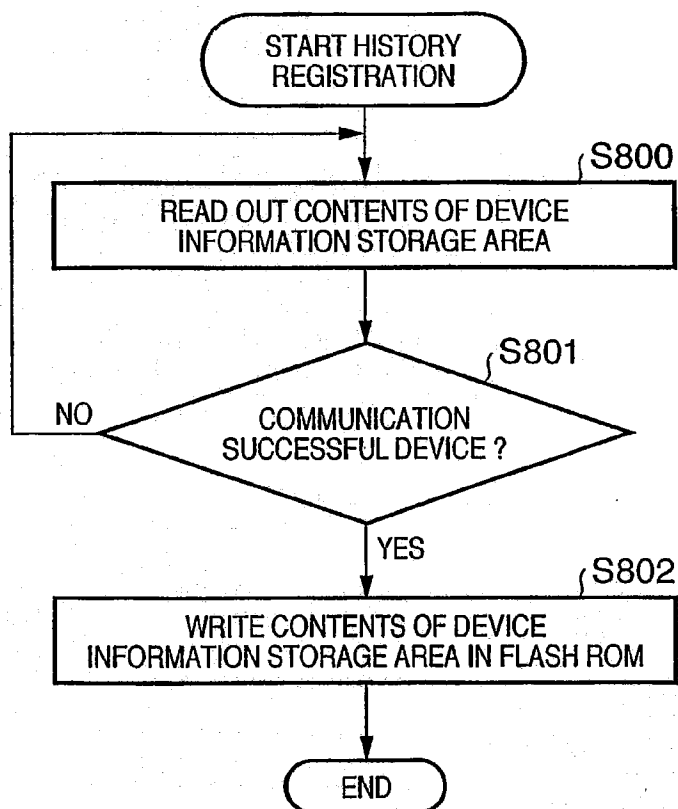 START HISTORY
REGISTRATION
S800
READ OUT CONTENTS OF DEVICE
INFORMATION STORAGE AREA
S801
NO
COMMUNICATION
SUCCESSFUL DEVICE ?
YES
S802
WRITE CONTENTS OF DEVICE
INFORMATION STORAGE AREA IN FLASH ROM
END